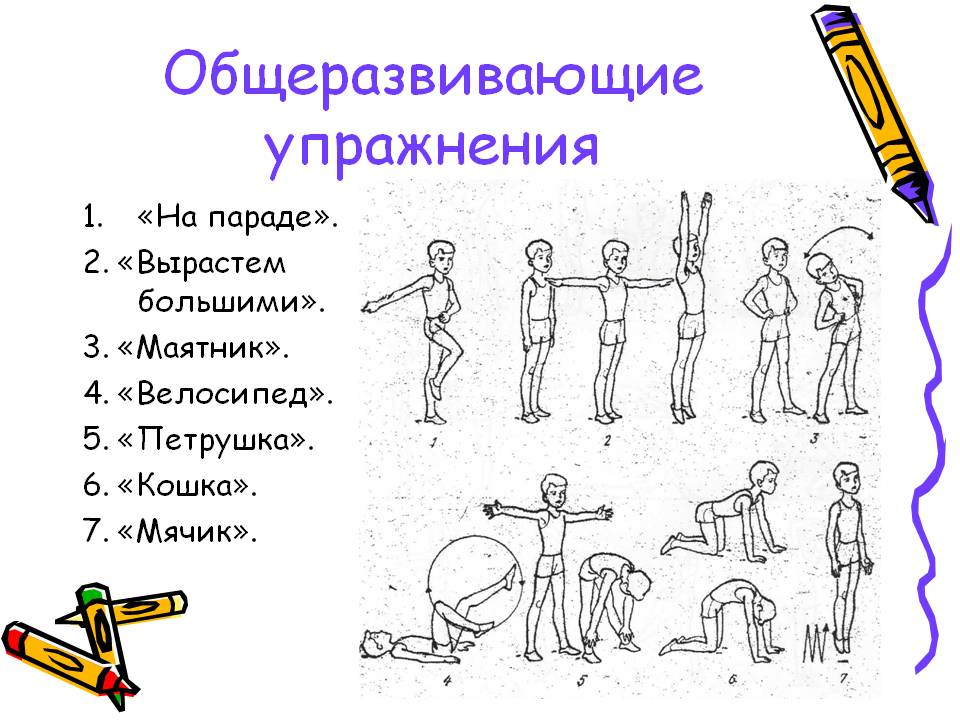 Общеразвивающие
упражнения
1. «На параде».
2. «Вырастем
большими».
3. «Маятник».
4. «Велосипед».
5. «Петрушка».
6. «Кошка».
7. «Мячик».
1 2 3
4 5 6 7